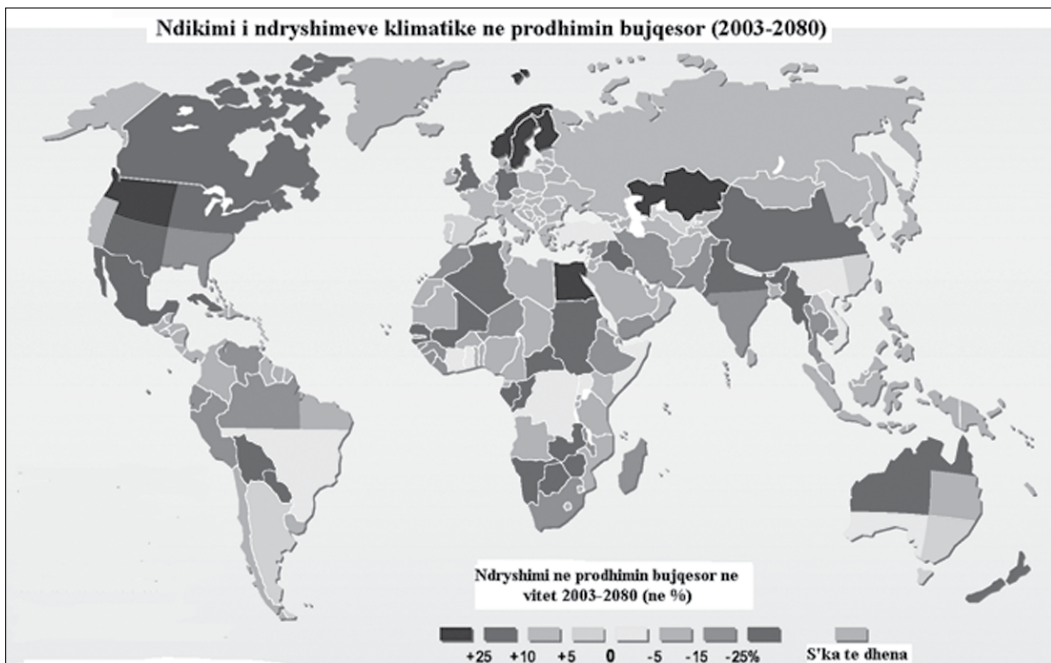 Ndikimi i ndryshimeve klimatike ne prodhimin bujqesor (2003-2080)
Ndryshimi ne prodhimin bujqesor ne
vitet 2003-2080 (ne %)
+25 +10 +5 0 -5 -15 -25% S'ka te dhena